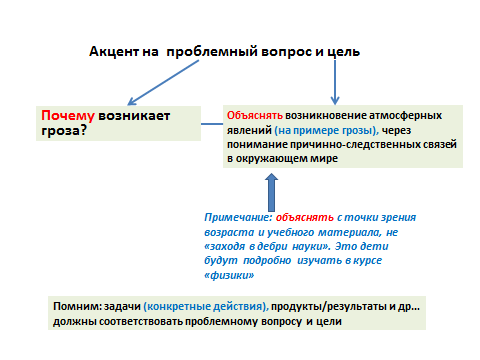 Акцент на проблемный вопрос и цель
Почему возникает
гроза?
Объяснять возникновение атмосферных
явлений (на примере грозы), через
понимание причинно-следственных связей
в окружающем мире
Примечание: объяснять с точки зрения
возраста и учебного материала, не
«заходя в дебри науки». Это дети
будут подробно изучать в курсе
«физики»
Помним: задачи (конкретные действия), продукты/результаты и др...
должны соответствовать проблемному вопросу и цели